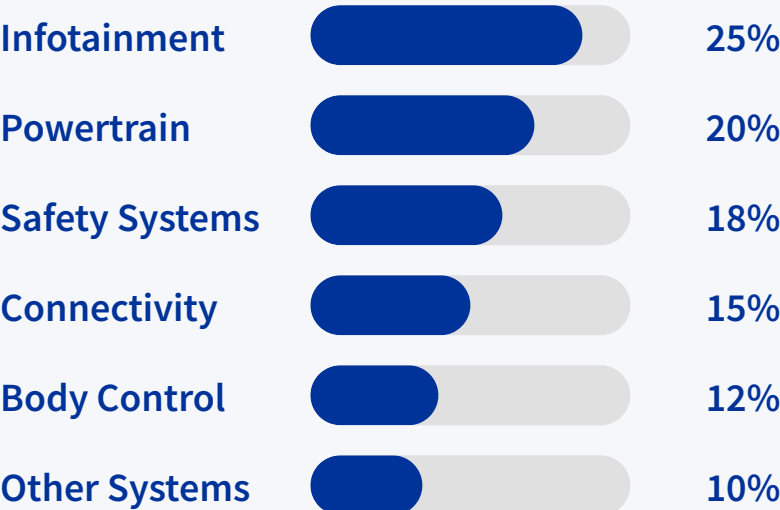 Infotainment 25%
Powertrain 20%
Safety Systems 18%
Connectivity 15%
Body Control 12%
Other Systems 10%